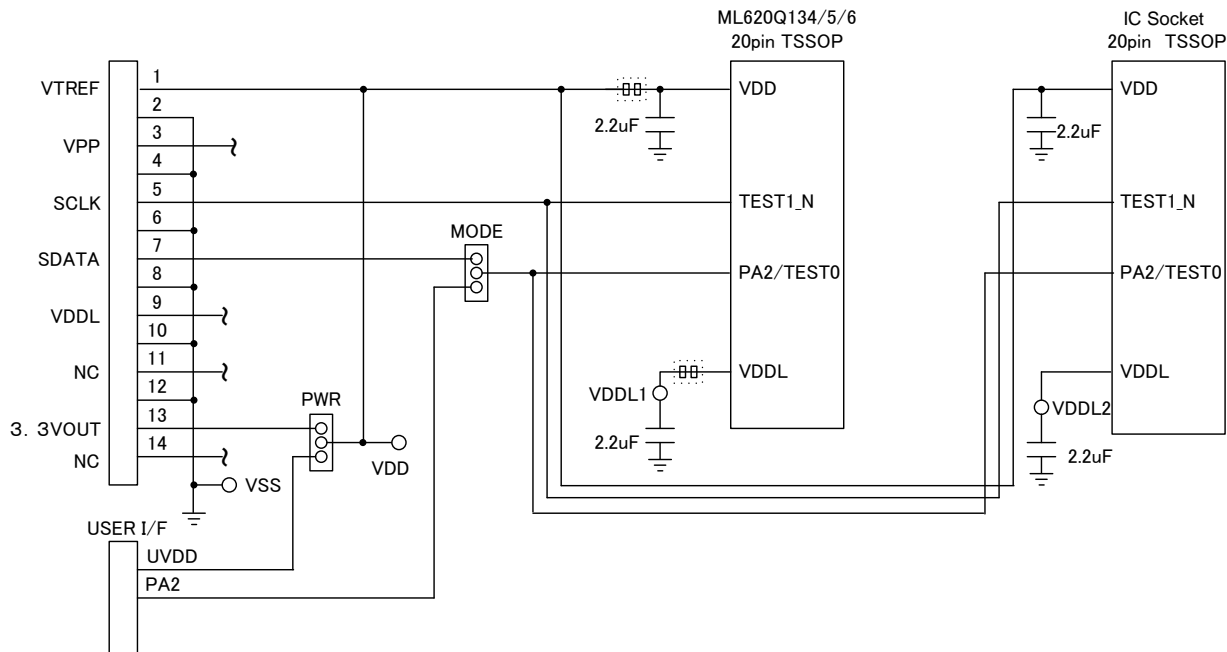 ML620Q134/5/6
20pin TSSOP
IC Socket
20pin TSSOP
VTREF
1
2
VPP
3
4
SCLK
5
6
SDATA
7
8
VDDL
9
10
NC
11
12
3. 3VOUT
13
NC
14
VSS
USER I/F
UVDD
PA2
PWR
VDD
MODE
2.2uF
VDD
TEST1_N
PA2/TEST0
VDDL
VDDL1
2.2uF
2.2uF
VDD
TEST1_N
PA2/TEST0
VDDL
VDDL2
2.2uF